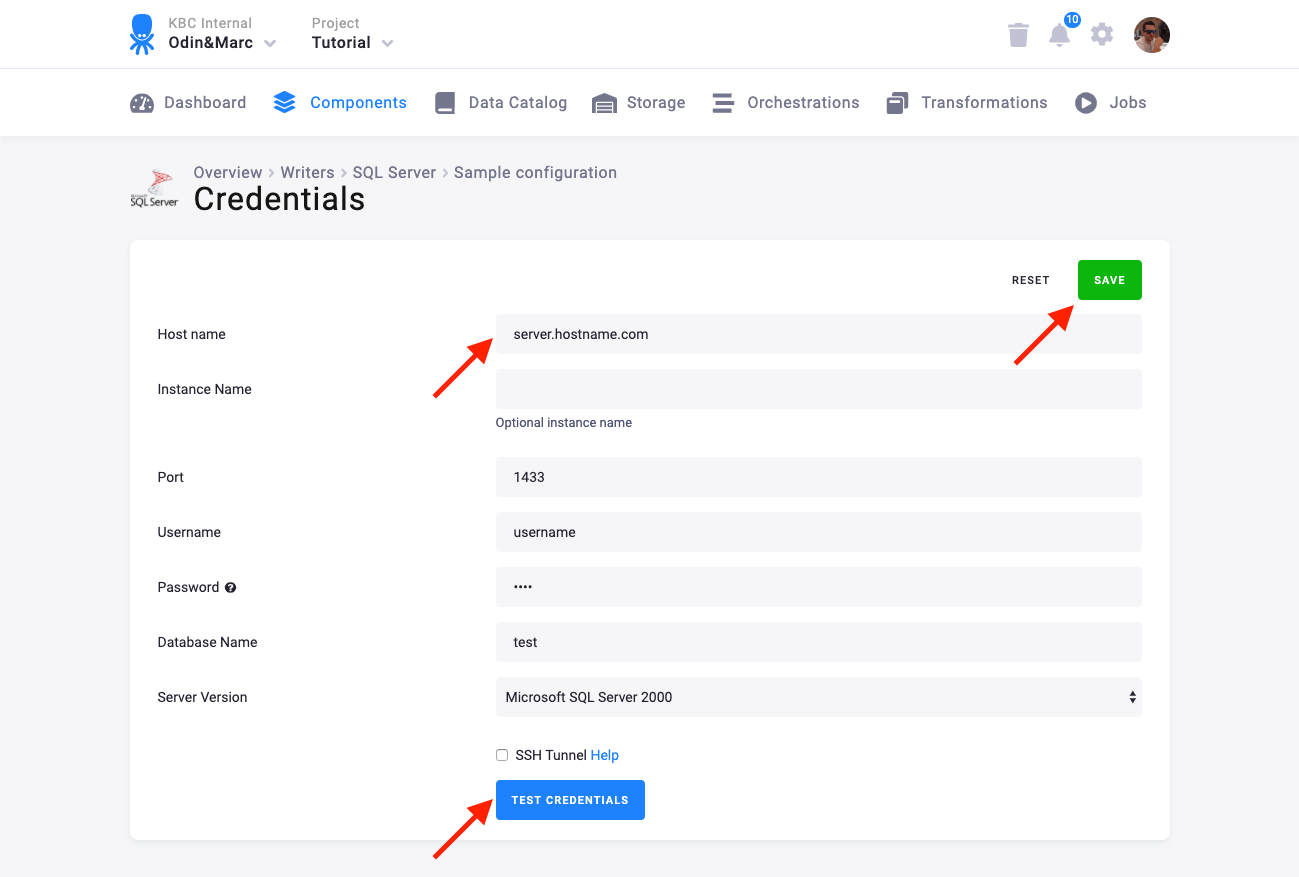 KBC Internal
Odin&Marc
Project
Tutorial
10
Dashboard
Components
Data Catalog
Storage
Orchestrations
Transformations
Jobs
Microsoft
SQL Server
Overview › Writers › SQL Server › Sample configuration
Credentials
RESET
SAVE
Host name
server.hostname.com
Instance Name
Optional instance name
Port
1433
Username
username
Password
••••
Database Name
test
Server Version
Microsoft SQL Server 2000
SSH Tunnel Help
TEST CREDENTIALS